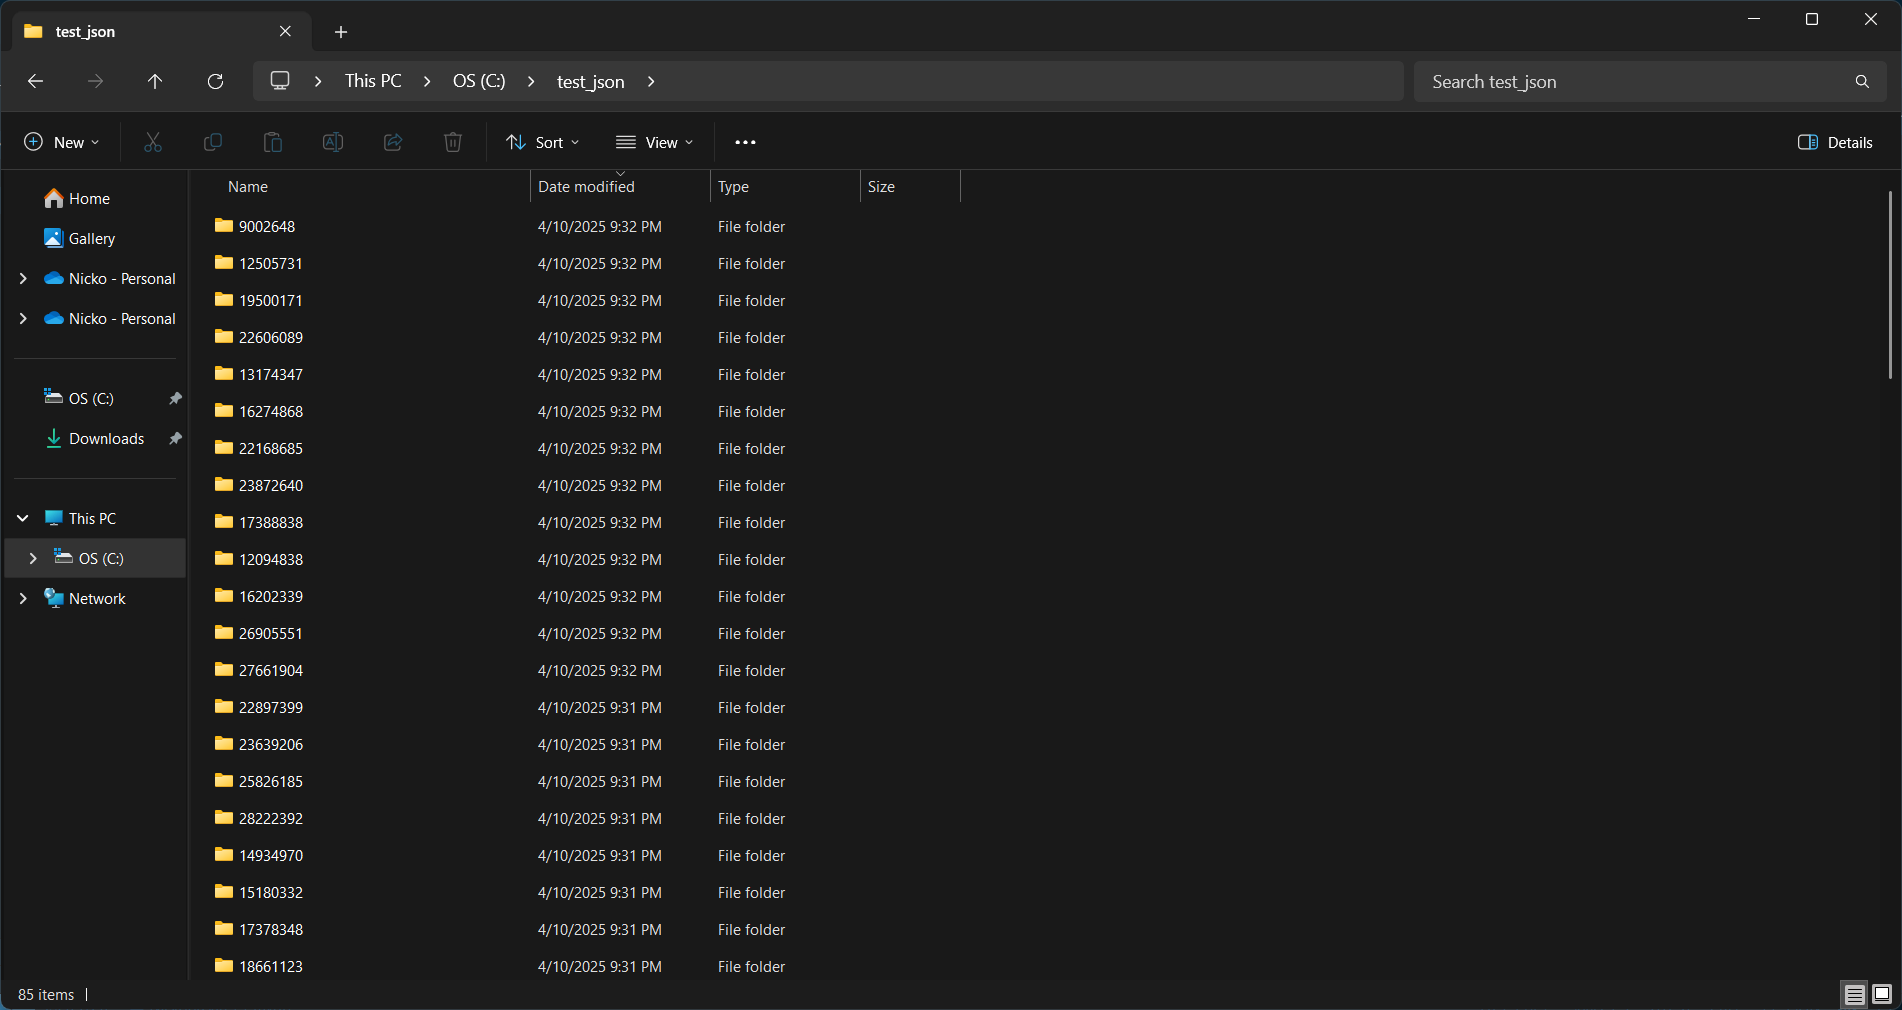 test_json
This PC OS (C:) test_json Search test_json
New Sort View Details
Name Date modified Type Size
Home
Gallery
Nicko - Personal
Nicko - Personal
OS (C:)
Downloads
This PC
OS (C:)
Network
9002648 4/10/2025 9:32 PM File folder
12505731 4/10/2025 9:32 PM File folder
19500171 4/10/2025 9:32 PM File folder
22606089 4/10/2025 9:32 PM File folder
13174347 4/10/2025 9:32 PM File folder
16274868 4/10/2025 9:32 PM File folder
22168685 4/10/2025 9:32 PM File folder
23872640 4/10/2025 9:32 PM File folder
17388838 4/10/2025 9:32 PM File folder
12094838 4/10/2025 9:32 PM File folder
16202339 4/10/2025 9:32 PM File folder
26905551 4/10/2025 9:32 PM File folder
27661904 4/10/2025 9:32 PM File folder
22897399 4/10/2025 9:31 PM File folder
23639206 4/10/2025 9:31 PM File folder
25826185 4/10/2025 9:31 PM File folder
28222392 4/10/2025 9:31 PM File folder
14934970 4/10/2025 9:31 PM File folder
15180332 4/10/2025 9:31 PM File folder
17378348 4/10/2025 9:31 PM File folder
18661123 4/10/2025 9:31 PM File folder
85 items